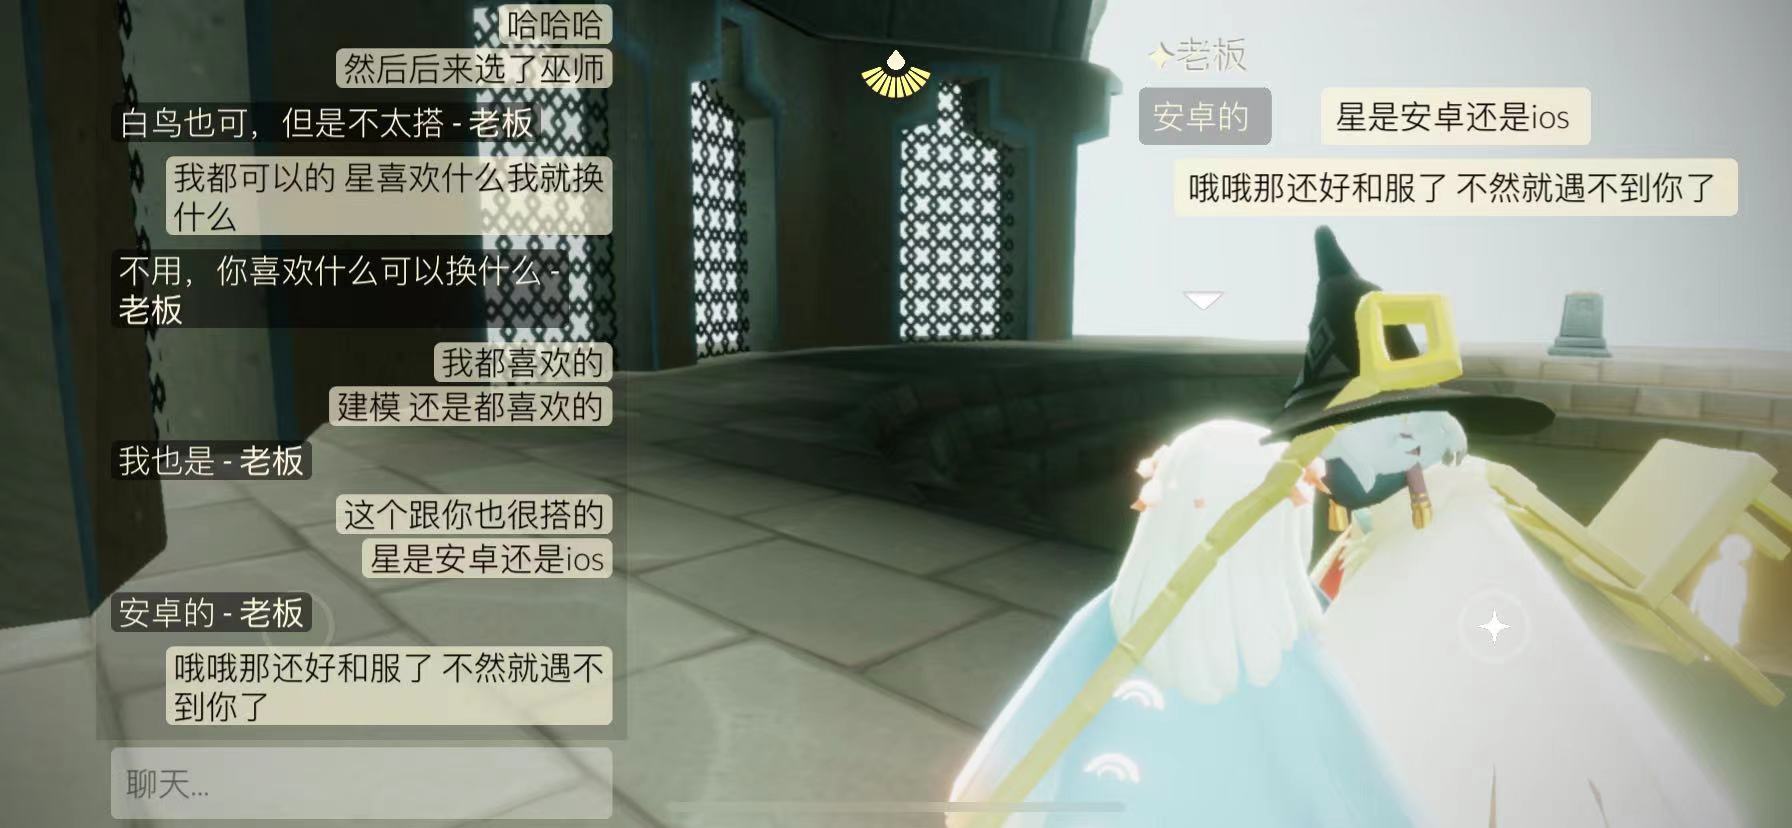 哈哈哈
然后后来选了巫师
白鸟也可，但是不太搭 - 老板
我都可以的 星喜欢什么我就换
什么
不用，你喜欢什么可以换什么 -
老板
我都喜欢的
建模 还是都喜欢的
我也是 - 老板
这个跟你也很搭的
星是安卓还是ios
安卓的 - 老板
哦哦那还好和服了 不然就遇不
到你了
聊天...
老板
安卓的
星是安卓还是ios
哦哦那还好和服了 不然就遇不到你了